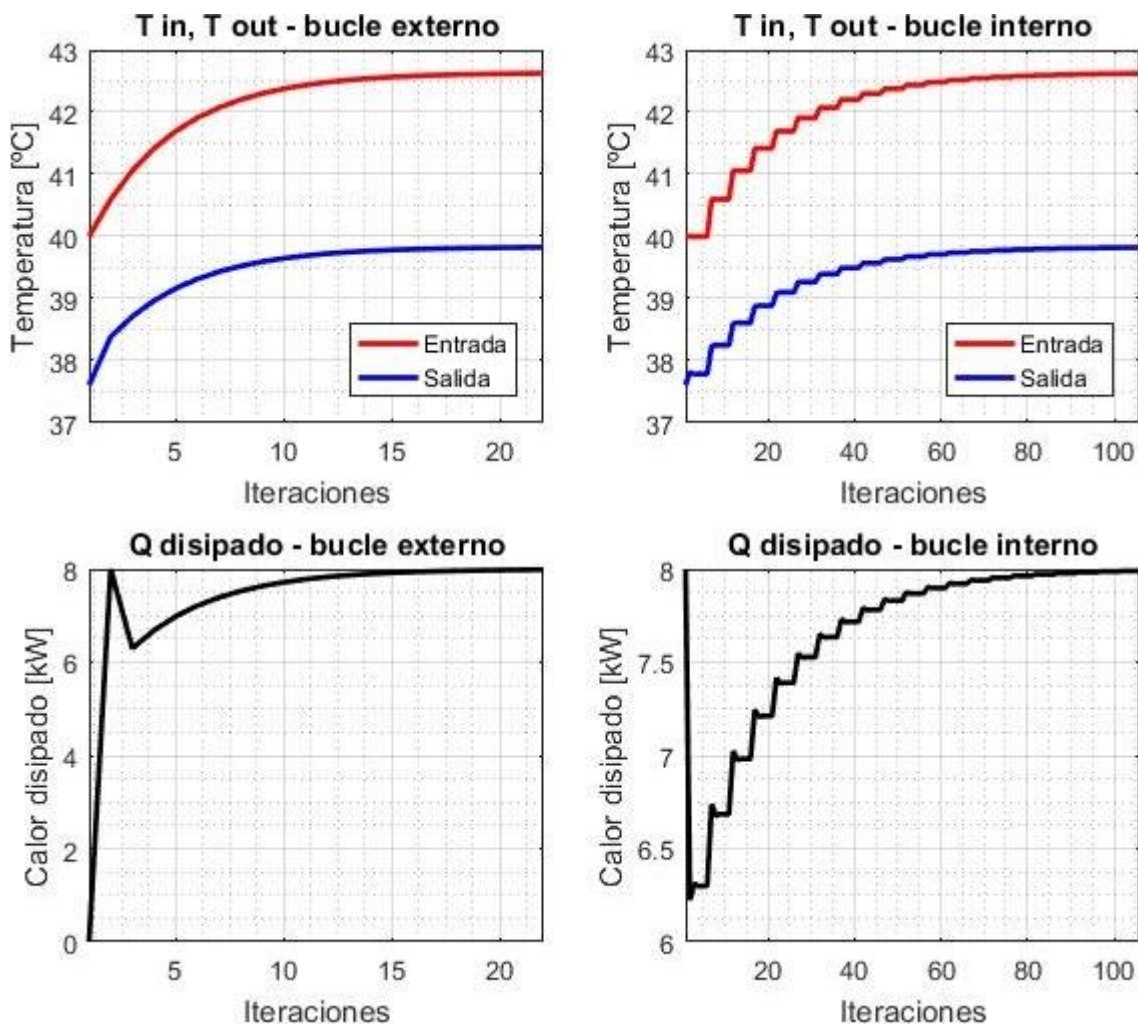 T in, T out - bucle externo
43
42
41
40
39
38
37
Temperatura [ºC]
Entrada
Salida
5
10
15
20
Iteraciones
T in, T out - bucle interno
43
42
41
40
39
38
37
Temperatura [ºC]
Entrada
Salida
20
40
60
80
100
Iteraciones
Q disipado - bucle externo
8
6
4
2
0
Calor disipado [kW]
5
10
15
20
Iteraciones
Q disipado - bucle interno
8
7.5
7
6.5
6
Calor disipado [kW]
20
40
60
80
100
Iteraciones